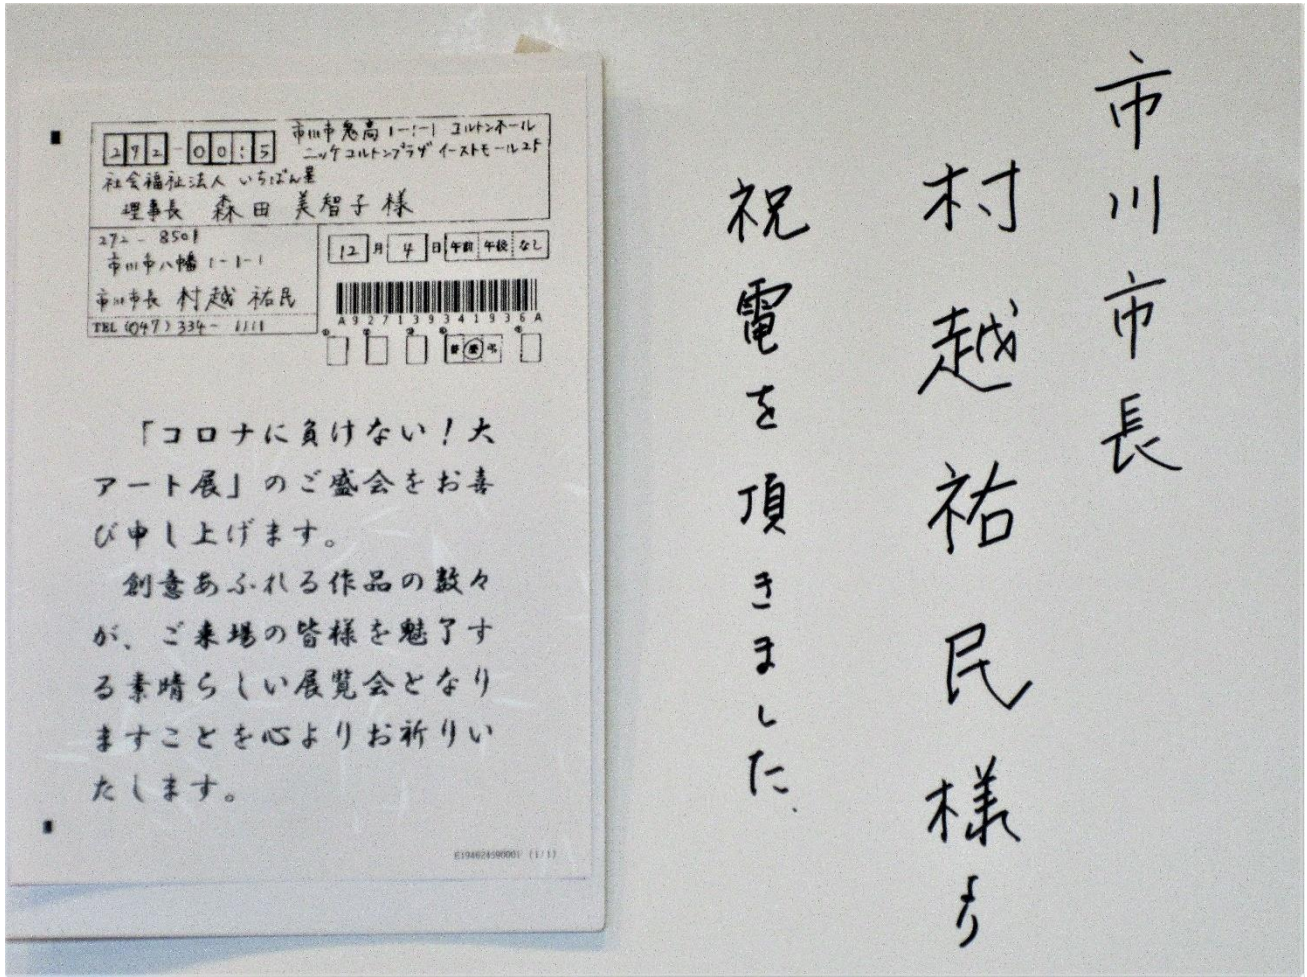 市川市長
村越祐民様より
祝電を頂きました.
272-0015
市川市鬼高1-1-1 コルトンホール
ニッケコルトンプラザ イーストモール2F
社会福祉法人 いちばん星
理事長 森田 美智子 様
272-8501
市川市八幡1-1-1
市川市長 村越 祐民
TEL (047) 334-1111
12月4日 午前 午後 なし
A927139341936A
慶 弔
「コロナに負けない!大
アート展」のご盛会をお喜
び申し上げます。
創意あふれる作品の数々
が、ご来場の皆様を魅了す
る素晴らしい展覧会となり
ますことを心よりお祈りい
たします。